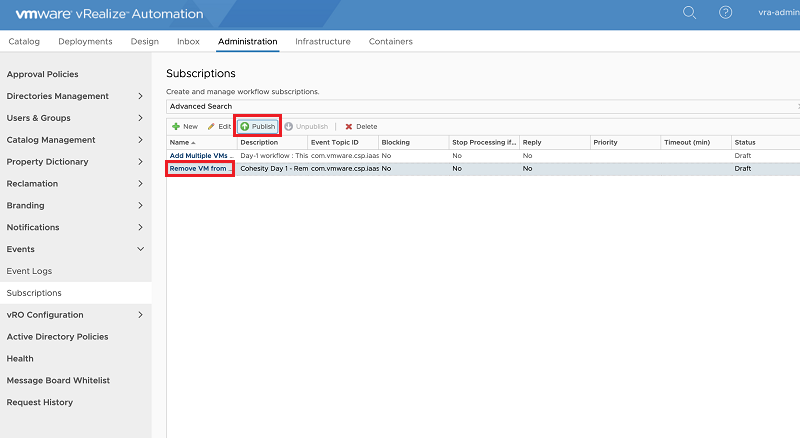 vmware® vRealize™ Automation
vra-admin
Catalog Deployments Design Inbox Administration Infrastructure Containers
Approval Policies
Directories Management
Users & Groups
Catalog Management
Property Dictionary
Reclamation
Branding
Notifications
Events
Event Logs
Subscriptions
vRO Configuration
Active Directory Policies
Health
Message Board Whitelist
Request History
Subscriptions
Create and manage workflow subscriptions.
Advanced Search
New Edit Publish Unpublish Delete
Name Description Event Topic ID Blocking Stop Processing if... Reply Priority Timeout (min) Status
Add Multiple VMs ... Day-1 workflow : This com.vmware.csp.iaas No No No Draft
Remove VM from ... Cohesity Day 1 - Rem com.vmware.csp.iaas No No No Draft